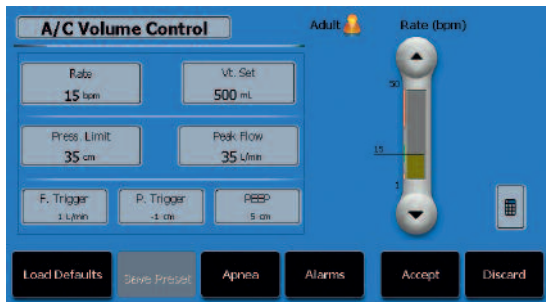 A/C Volume Control
Adult
Rate (bpm)
Rate
15 bpm
Vt. Set
500 mL
50
Press. Limit
35 cm
Peak Flow
35 L/min
15
F. Trigger
1 L/min
P. Trigger
-1 cm
PEEP
5 cm
1
Load Defaults
Save Preset
Apnea
Alarms
Accept
Discard